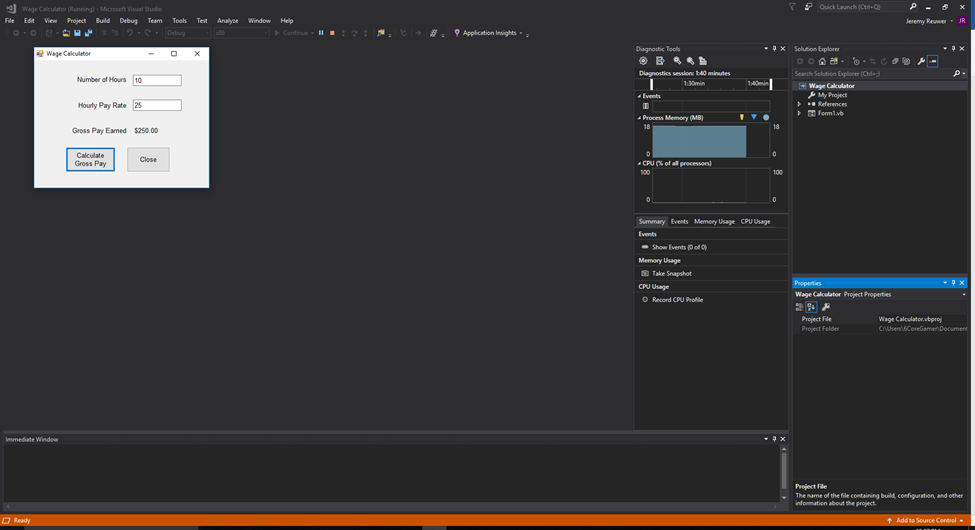 Wage Calculator (Running) - Microsoft Visual Studio
Quick Launch (Ctrl+Q)
File Edit View Project Build Debug Team Tools Test Analyze Window Help
Jeremy Reuwer JR
Debug x86 Continue Application Insights
Wage Calculator
Number of Hours 10
Hourly Pay Rate 25
Gross Pay Earned $250.00
Calculate
Gross Pay
Close
Diagnostic Tools
Diagnostics session: 1:40 minutes
1:30min 1:40min
Events
Process Memory (MB)
18 18
0 0
CPU (% of all processors)
100 100
0 0
Summary Events Memory Usage CPU Usage
Events
Show Events (0 of 0)
Memory Usage
Take Snapshot
CPU Usage
Record CPU Profile
Solution Explorer
Search Solution Explorer (Ctrl+;)
Wage Calculator
My Project
References
Form1.vb
Properties
Wage Calculator Project Properties
Project File Wage Calculator.vbproj
Project Folder C:\Users\6CoreGamer\Document
Project File
The name of the file containing build, configuration, and other
information about the project.
Immediate Window
Ready
Add to Source Control